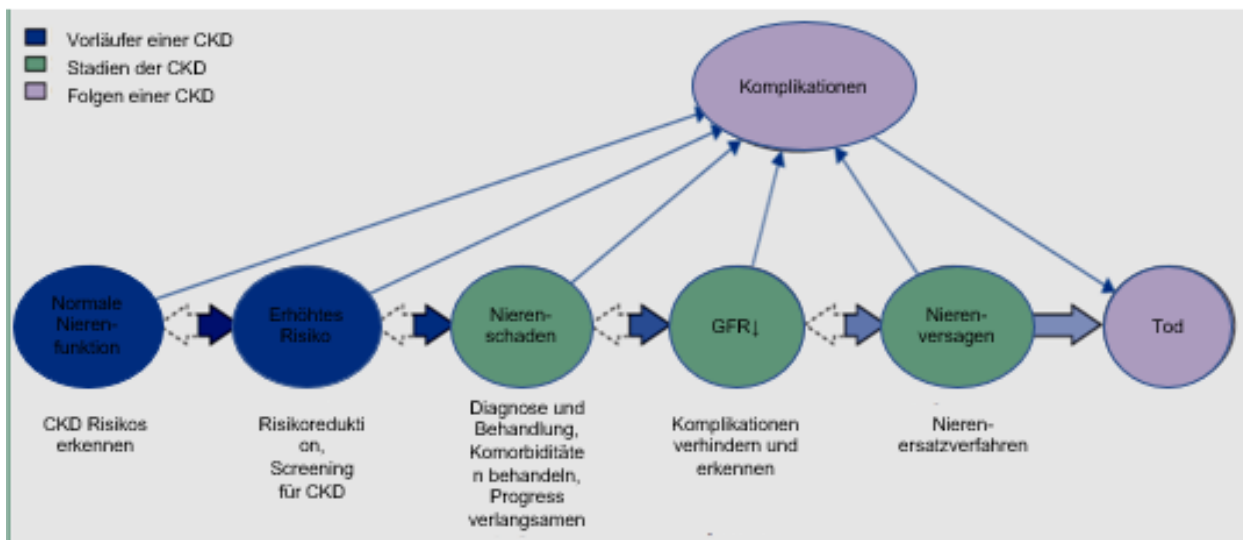 Vorläufer einer CKD
Stadien der CKD
Folgen einer CKD
Komplikationen
Normale
Nieren-
funktion
Erhöhtes
Risiko
Nieren-
schaden
GFR↓
Nieren-
versagen
Tod
CKD Risikos
erkennen
Risikoredukti
on,
Screening
für CKD
Diagnose und
Behandlung,
Komorbiditäte
n behandeln,
Progress
verlangsamen
Komplikationen
verhindern und
erkennen
Nieren-
ersatzverfahren